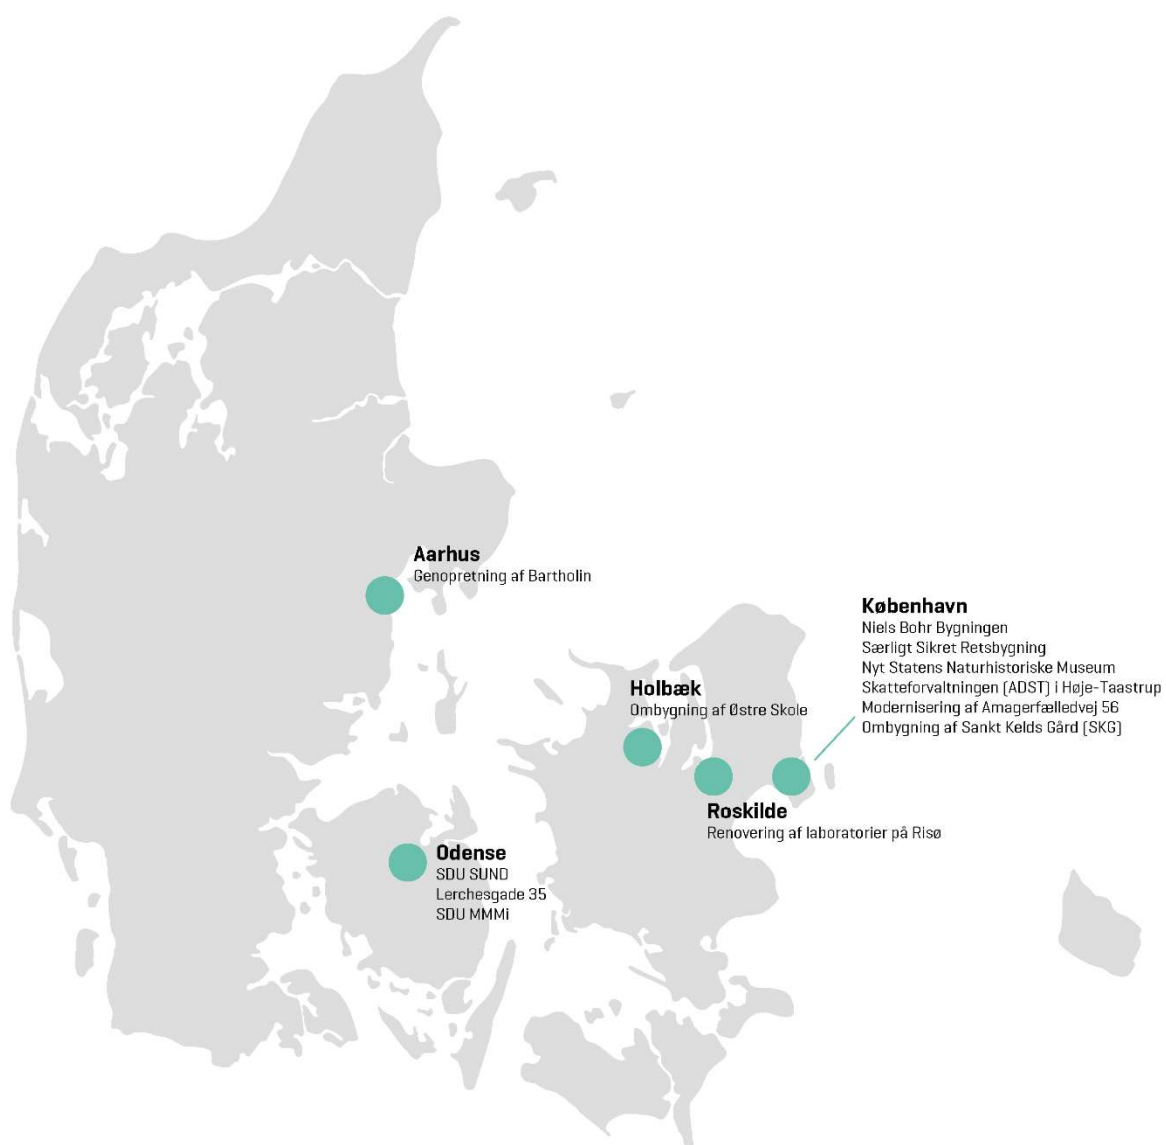 Aarhus
Genopretning af Bartholin
København
Niels Bohr Bygningen
Særligt Sikret Retsbygning
Nyt Statens Naturhistoriske Museum
Skatteforvaltningen (ADST) i Høje-Taastrup
Modernisering af Amagerfælledvej 56
Ombygning af Sankt Kelds Gård (SKG)
Holbæk
Ombygning af Østre Skole
Roskilde
Renovering af laboratorier på Risø
Odense
SDU SUND
Lerchesgade 35
SDU MMMi